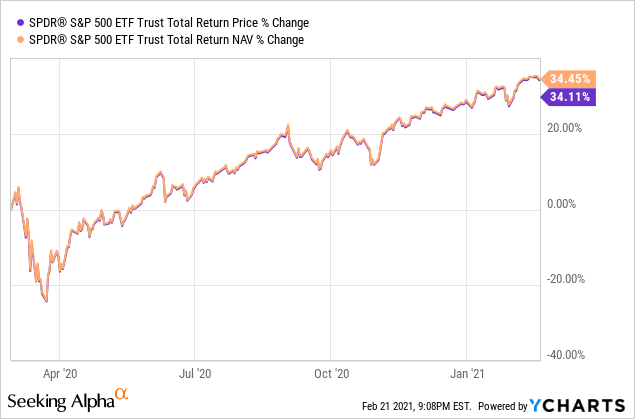 SPDR® S&P 500 ETF Trust Total Return Price % Change
SPDR® S&P 500 ETF Trust Total Return NAV % Change
34.45%
34.11%
20.00%
0.00%
-20.00%
-40.00%
Apr '20
Jul '20
Oct '20
Jan '21
Seeking Alpha α
Feb 21 2021, 9:08PM EST. Powered by YCHARTS